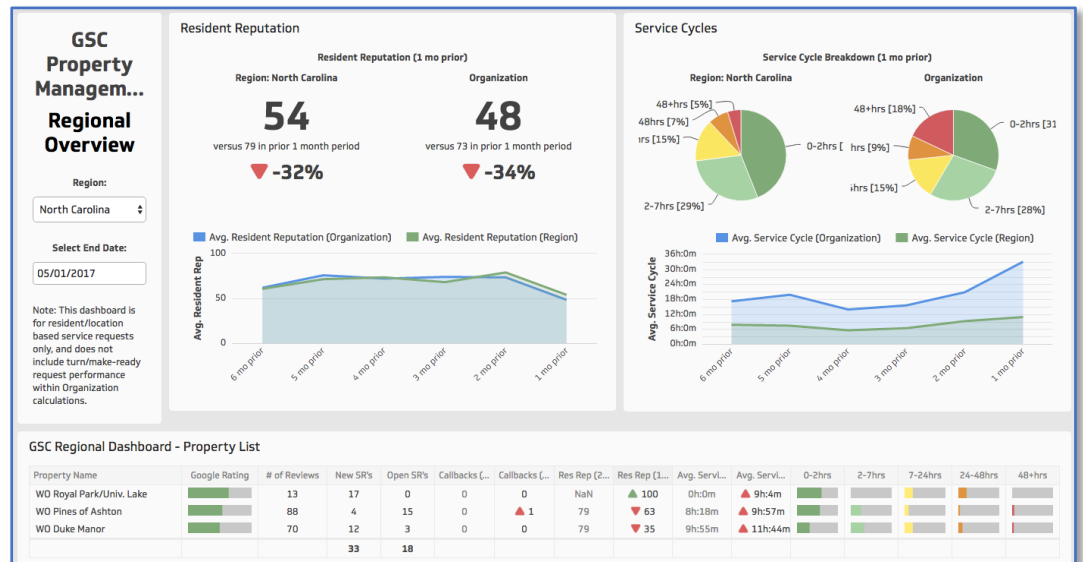 GSC
Property
Managem...
Regional
Overview
Region:
North Carolina
Select End Date:
05/01/2017
Note: This dashboard is
for resident/location
based service requests
only, and does not
include turn/make-ready
request performance
within Organization
calculations.
Resident Reputation
Resident Reputation (1 mo prior)
Region: North Carolina
Organization
54
48
versus 79 in prior 1 month period
versus 73 in prior 1 month period
-32%
-34%
Avg. Resident Reputation (Organization)
Avg. Resident Reputation (Region)
Avg. Resident Rep
100
50
0
6 mo prior
5 mo prior
4 mo prior
3 mo prior
2 mo prior
1 mo prior
Service Cycles
Service Cycle Breakdown (1 mo prior)
Region: North Carolina
Organization
48+hrs [5%]
48hrs [7%]
hrs [15%]
2-7hrs [29%]
0-2hrs [
48+hrs [18%]
hrs [9%]
hrs [15%]
2-7hrs [28%]
0-2hrs [31
Avg. Service Cycle (Organization)
Avg. Service Cycle (Region)
Avg. Service Cycle
36h:0m
30h:0m
24h:0m
18h:0m
12h:0m
6h:0m
0h:0m
6 mo prior
5 mo prior
4 mo prior
3 mo prior
2 mo prior
1 mo prior
GSC Regional Dashboard - Property List
Property Name Google Rating # of Reviews New SR's Open SR's Callbacks (... Callbacks (... Res Rep (2... Res Rep (1... Avg. Servi... Avg. Servi... 0-2hrs 2-7hrs 7-24hrs 24-48hrs 48+hrs
WO Royal Park/Univ. Lake 13 17 0 0 0 NaN 100 0h:0m 9h:4m
WO Pines of Ashton 88 4 15 0 1 79 63 8h:18m 9h:57m
WO Duke Manor 70 12 3 0 0 79 35 9h:55m 11h:44m
33 18